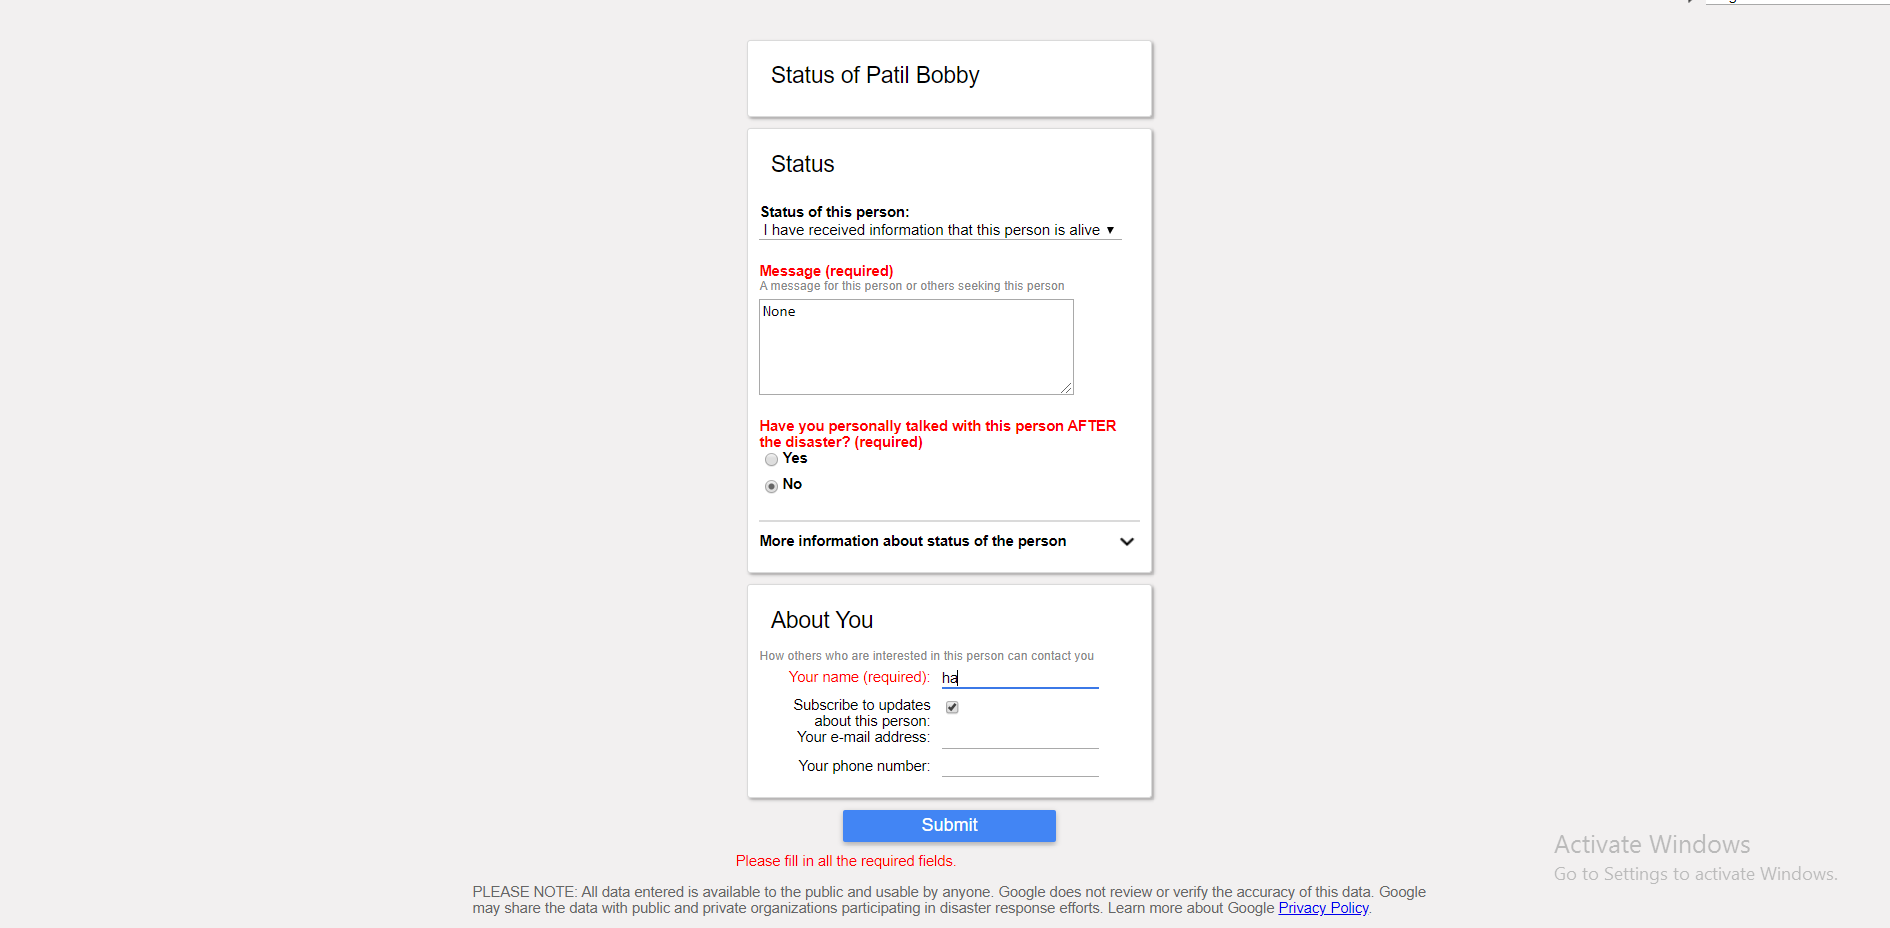 Status of Patil Bobby
Status
Status of this person:
I have received information that this person is alive
Message (required)
A message for this person or others seeking this person
None
Have you personally talked with this person AFTER
the disaster? (required)
Yes
No
More information about status of the person
About You
How others who are interested in this person can contact you
Your name (required): ha
Subscribe to updates
about this person:
Your e-mail address:
Your phone number:
Submit
Please fill in all the required fields.
Activate Windows
Go to Settings to activate Windows.
PLEASE NOTE: All data entered is available to the public and usable by anyone. Google does not review or verify the accuracy of this data. Google
may share the data with public and private organizations participating in disaster response efforts. Learn more about Google Privacy Policy.